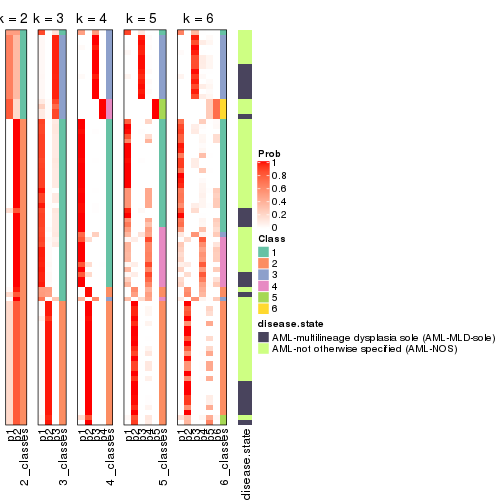 k = 2 k = 3 k = 4 k = 5 k = 6
Prob
1
0.8
0.6
0.4
0.2
0
Class
1
2
3
4
5
6
disease.state
AML-multilineage dysplasia sole (AML-MLD-sole)
AML-not otherwise specified (AML-NOS)
p1 p2 2_classes p1 p2 p3 3_classes p1 p2 p3 p4 4_classes p1 p2 p3 p4 p5 5_classes p1 p2 p3 p4 p5 p6 6_classes disease.state